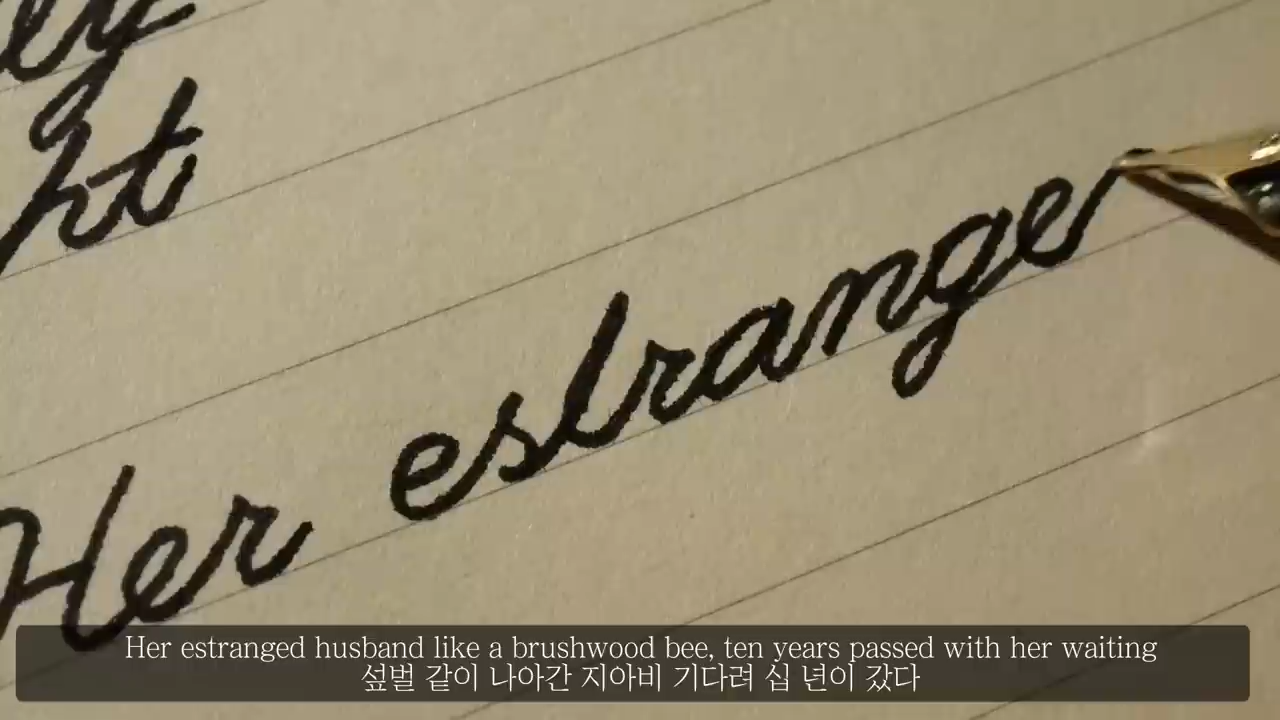 ly
ht
Her estrange
Her estranged husband like a brushwood bee, ten years passed with her waiting
섶벌 같이 나아간 지아비 기다려 십 년이 갔다